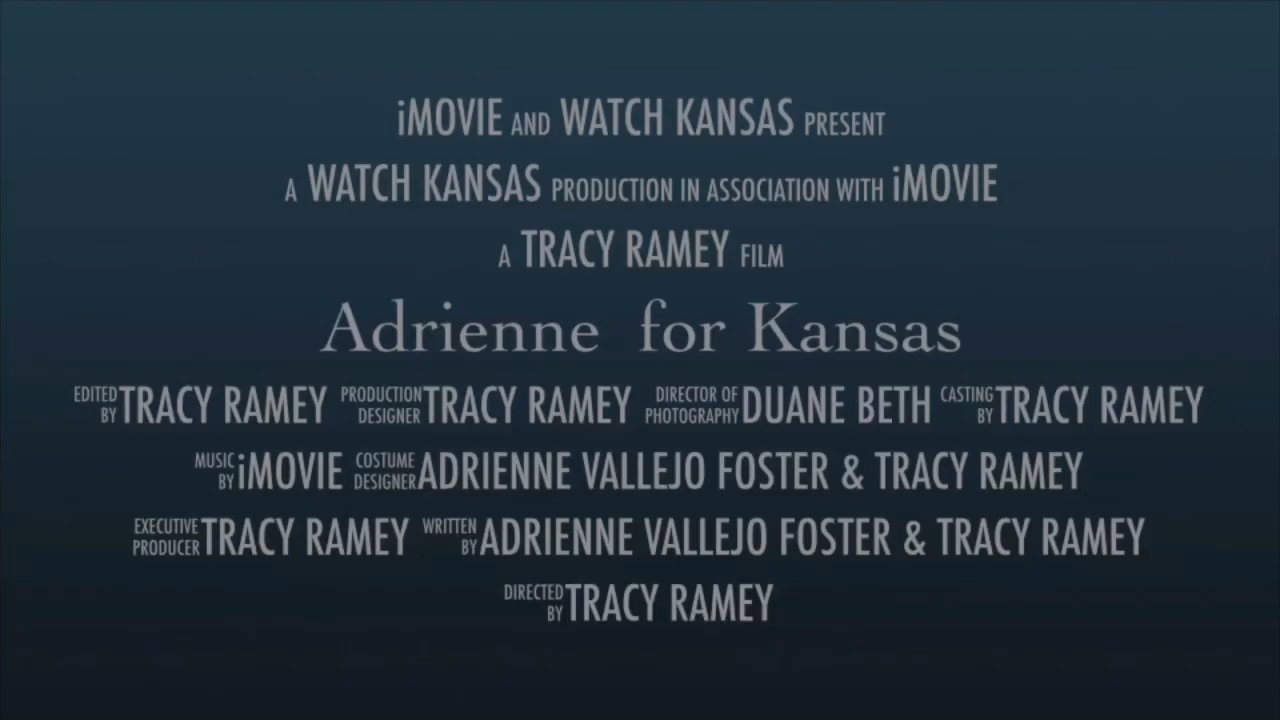 iMOVIE AND WATCH KANSAS PRESENT
A WATCH KANSAS PRODUCTION IN ASSOCIATION WITH iMOVIE
A TRACY RAMEY FILM
Adrienne for Kansas
EDITED BY TRACY RAMEY PRODUCTION DESIGNER TRACY RAMEY DIRECTOR OF PHOTOGRAPHY DUANE BETH CASTING BY TRACY RAMEY
MUSIC BY iMOVIE COSTUME DESIGNER ADRIENNE VALLEJO FOSTER & TRACY RAMEY
EXECUTIVE PRODUCER TRACY RAMEY WRITTEN BY ADRIENNE VALLEJO FOSTER & TRACY RAMEY
DIRECTED BY TRACY RAMEY